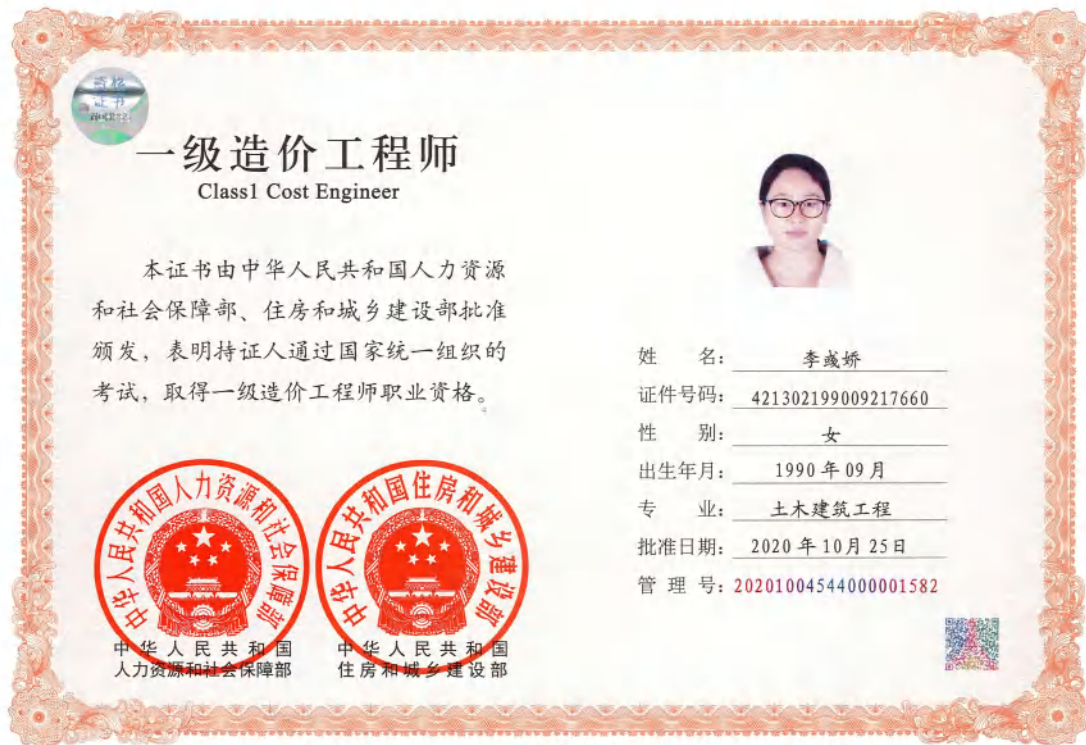 资格
证书
一级造价工程师
Class1 Cost Engineer
本证书由中华人民共和国人力资源
和社会保障部、住房和城乡建设部批准
颁发，表明持证人通过国家统一组织的
考试，取得一级造价工程师职业资格。
姓 名： 李彧娇
证件号码： 421302199009217660
性 别： 女
出生年月： 1990年09月
专 业： 土木建筑工程
批准日期： 2020年10月25日
管 理 号：20201004544000001582
中华人民共和国人力资源和社会保障部
中华人民共和国住房和城乡建设部
中华人民共和国
人力资源和社会保障部
中华人民共和国
住房和城乡建设部